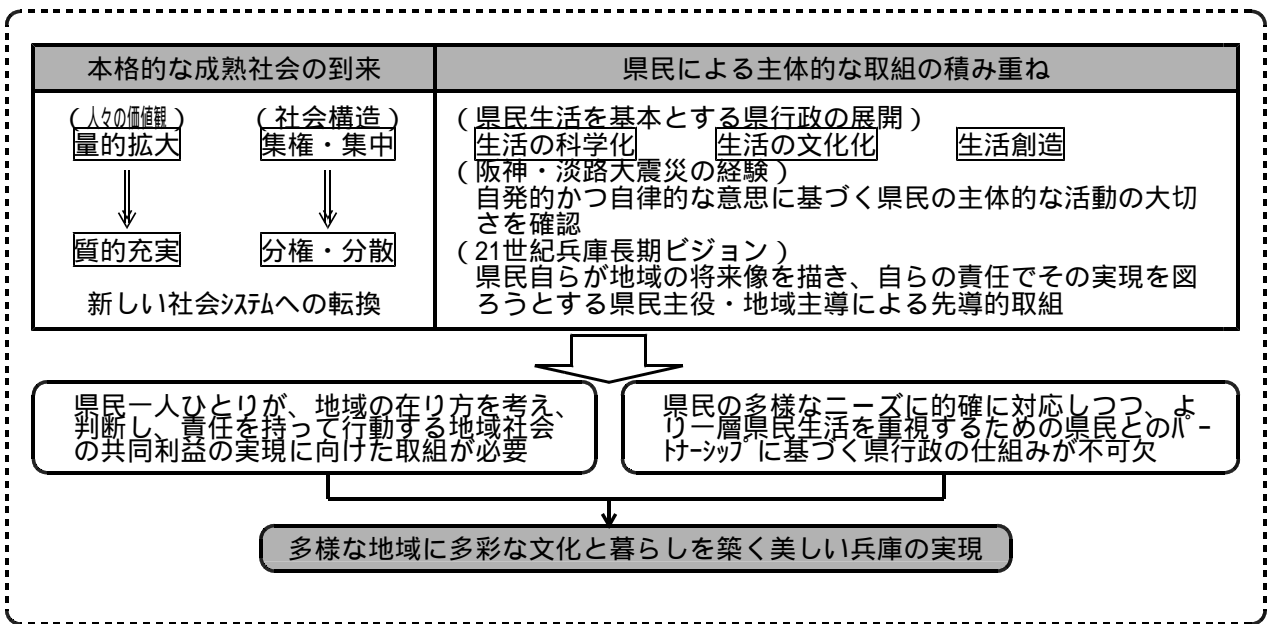 本格的な成熟社会の到来
県民による主体的な取組の積み重ね
(人々の価値観) (社会構造)
量的拡大 集権・集中
質的充実 分権・分散
新しい社会ｼｽﾃﾑへの転換
(県民生活を基本とする県行政の展開)
生活の科学化 生活の文化化 生活創造
(阪神・淡路大震災の経験)
自発的かつ自律的な意思に基づく県民の主体的な活動の大切
さを確認
(21世紀兵庫長期ビジョン)
県民自らが地域の将来像を描き、自らの責任でその実現を図
ろうとする県民主役・地域主導による先導的取組
県民一人ひとりが、地域の在り方を考え、
判断し、責任を持って行動する地域社会
の共同利益の実現に向けた取組が必要
県民の多様なニーズに的確に対応しつつ、よ
り一層県民生活を重視するための県民とのﾊﾟｰ
ﾄﾅｰｼｯﾌﾟに基づく県行政の仕組みが不可欠
多様な地域に多彩な文化と暮らしを築く美しい兵庫の実現